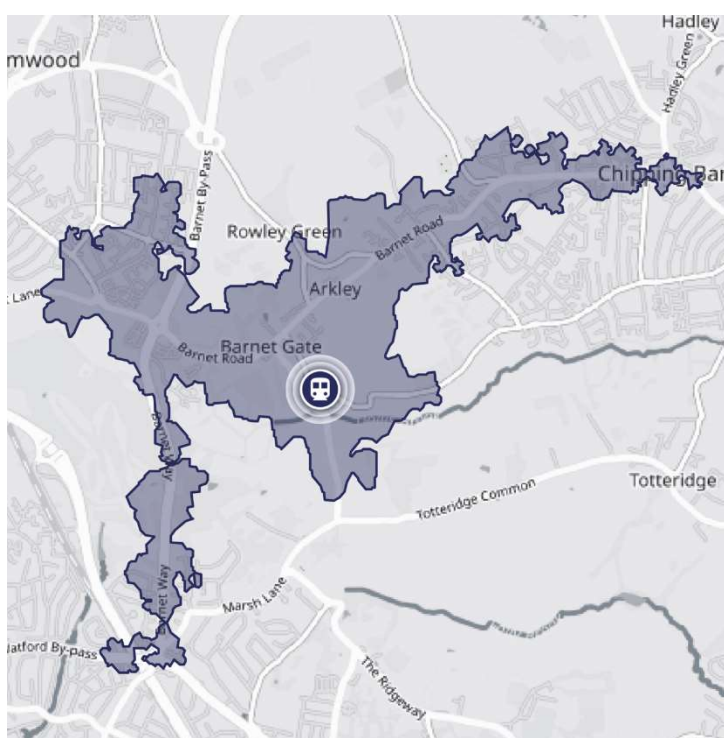 Hadley
Hadley Green
mwood
Barnet By-Pass
Chipping Bar
Rowley Green
Barnet Road
Lane
Arkley
Barnet Gate
Barnet Road
Barnet Way
Totteridge
Totteridge Common
Barnet Way
Marsh Lane
Watford By-pass
The Ridgeway